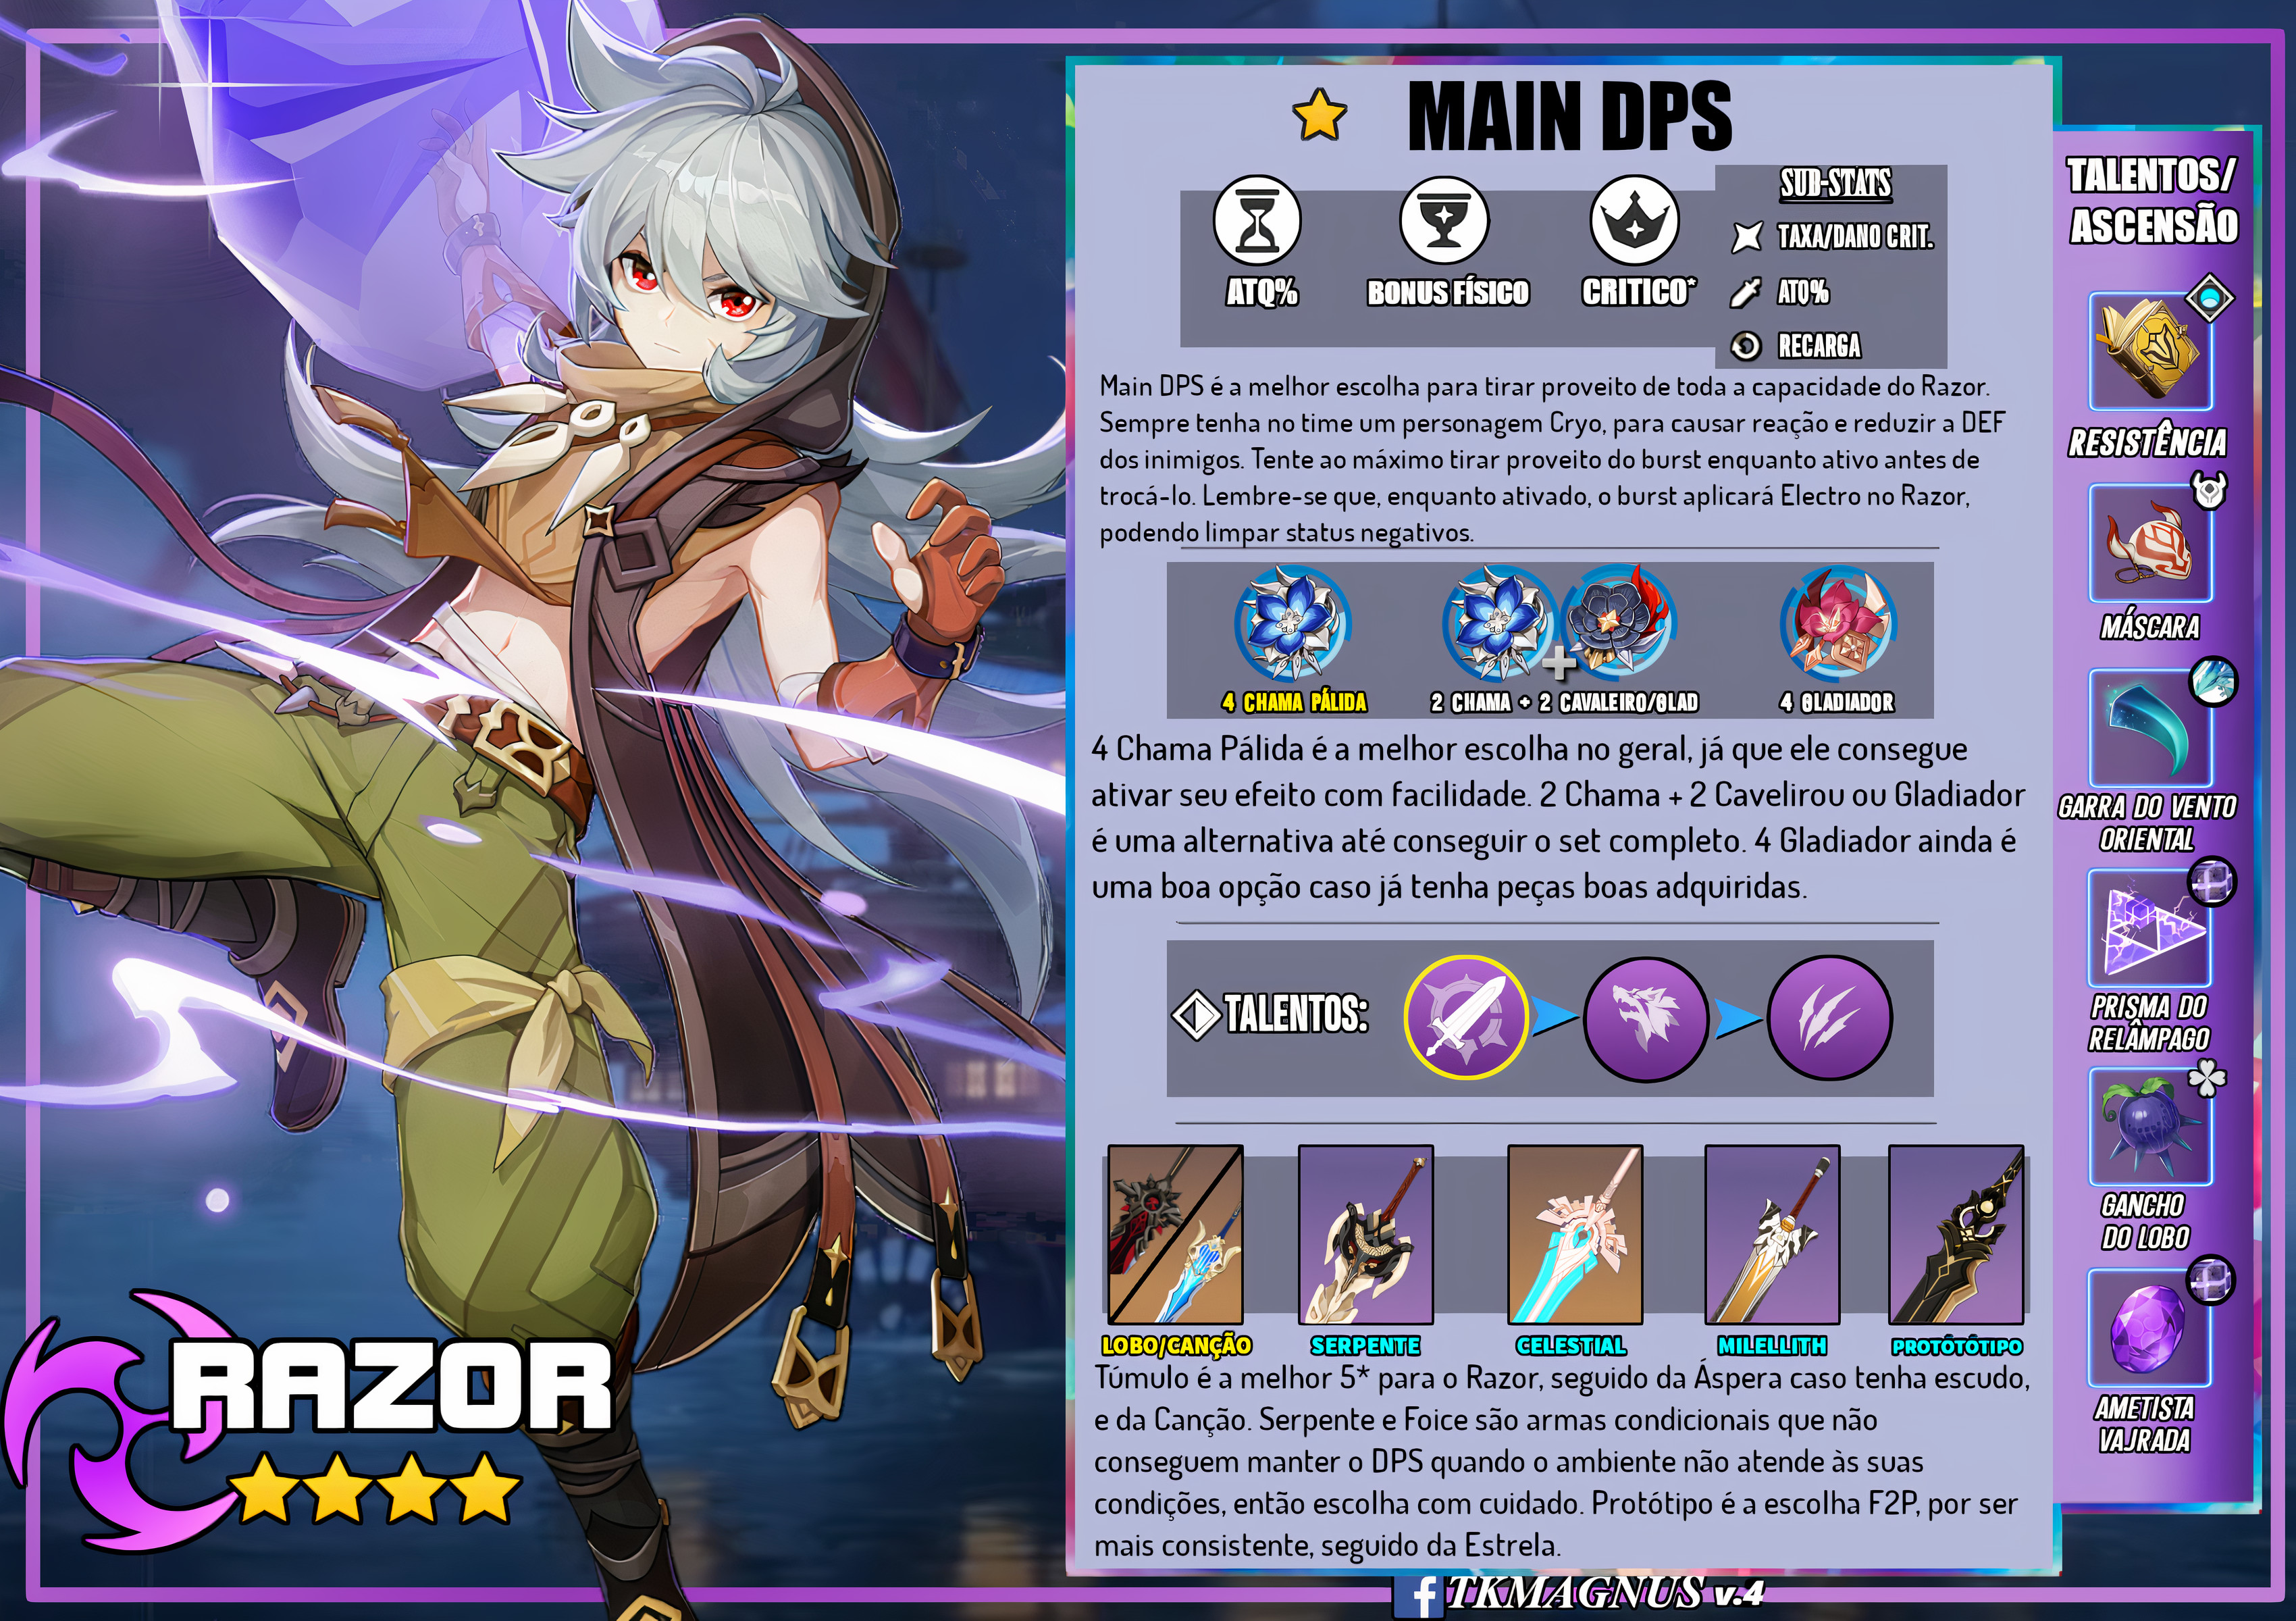 MAIN DPS
ATQ%
BONUS FÍSICO
CRITICO*
SUB-STATS
TAXA/DANO CRIT.
ATQ%
RECARGA
Main DPS é a melhor escolha para tirar proveito de toda a capacidade do Razor.
Sempre tenha no time um personagem Cryo, para causar reação e reduzir a DEF
dos inimigos. Tente ao máximo tirar proveito do burst enquanto ativo antes de
trocá-lo. Lembre-se que, enquanto ativado, o burst aplicará Electro no Razor,
podendo limpar status negativos.
4 CHAMA PÁLIDA
2 CHAMA + 2 CAVALEIRO/GLAD
4 GLADIADOR
4 Chama Pálida é a melhor escolha no geral, já que ele consegue
ativar seu efeito com facilidade. 2 Chama + 2 Cavelirou ou Gladiador
é uma alternativa até conseguir o set completo. 4 Gladiador ainda é
uma boa opção caso já tenha peças boas adquiridas.
TALENTOS:
LOBO/CANÇÃO
SERPENTE
CELESTIAL
MILELLITH
PROTÓTÓTIPO
Túmulo é a melhor 5* para o Razor, seguido da Áspera caso tenha escudo,
e da Canção. Serpente e Foice são armas condicionais que não
conseguem manter o DPS quando o ambiente não atende às suas
condições, então escolha com cuidado. Protótipo é a escolha F2P, por ser
mais consistente, seguido da Estrela.
TALENTOS/
ASCENSÃO
RESISTÊNCIA
MÁSCARA
GARRA DO VENTO
ORIENTAL
PRISMA DO
RELÂMPAGO
GANCHO
DO LOBO
AMETISTA
VAJRADA
RAZOR
f TKMAGNUS v.4